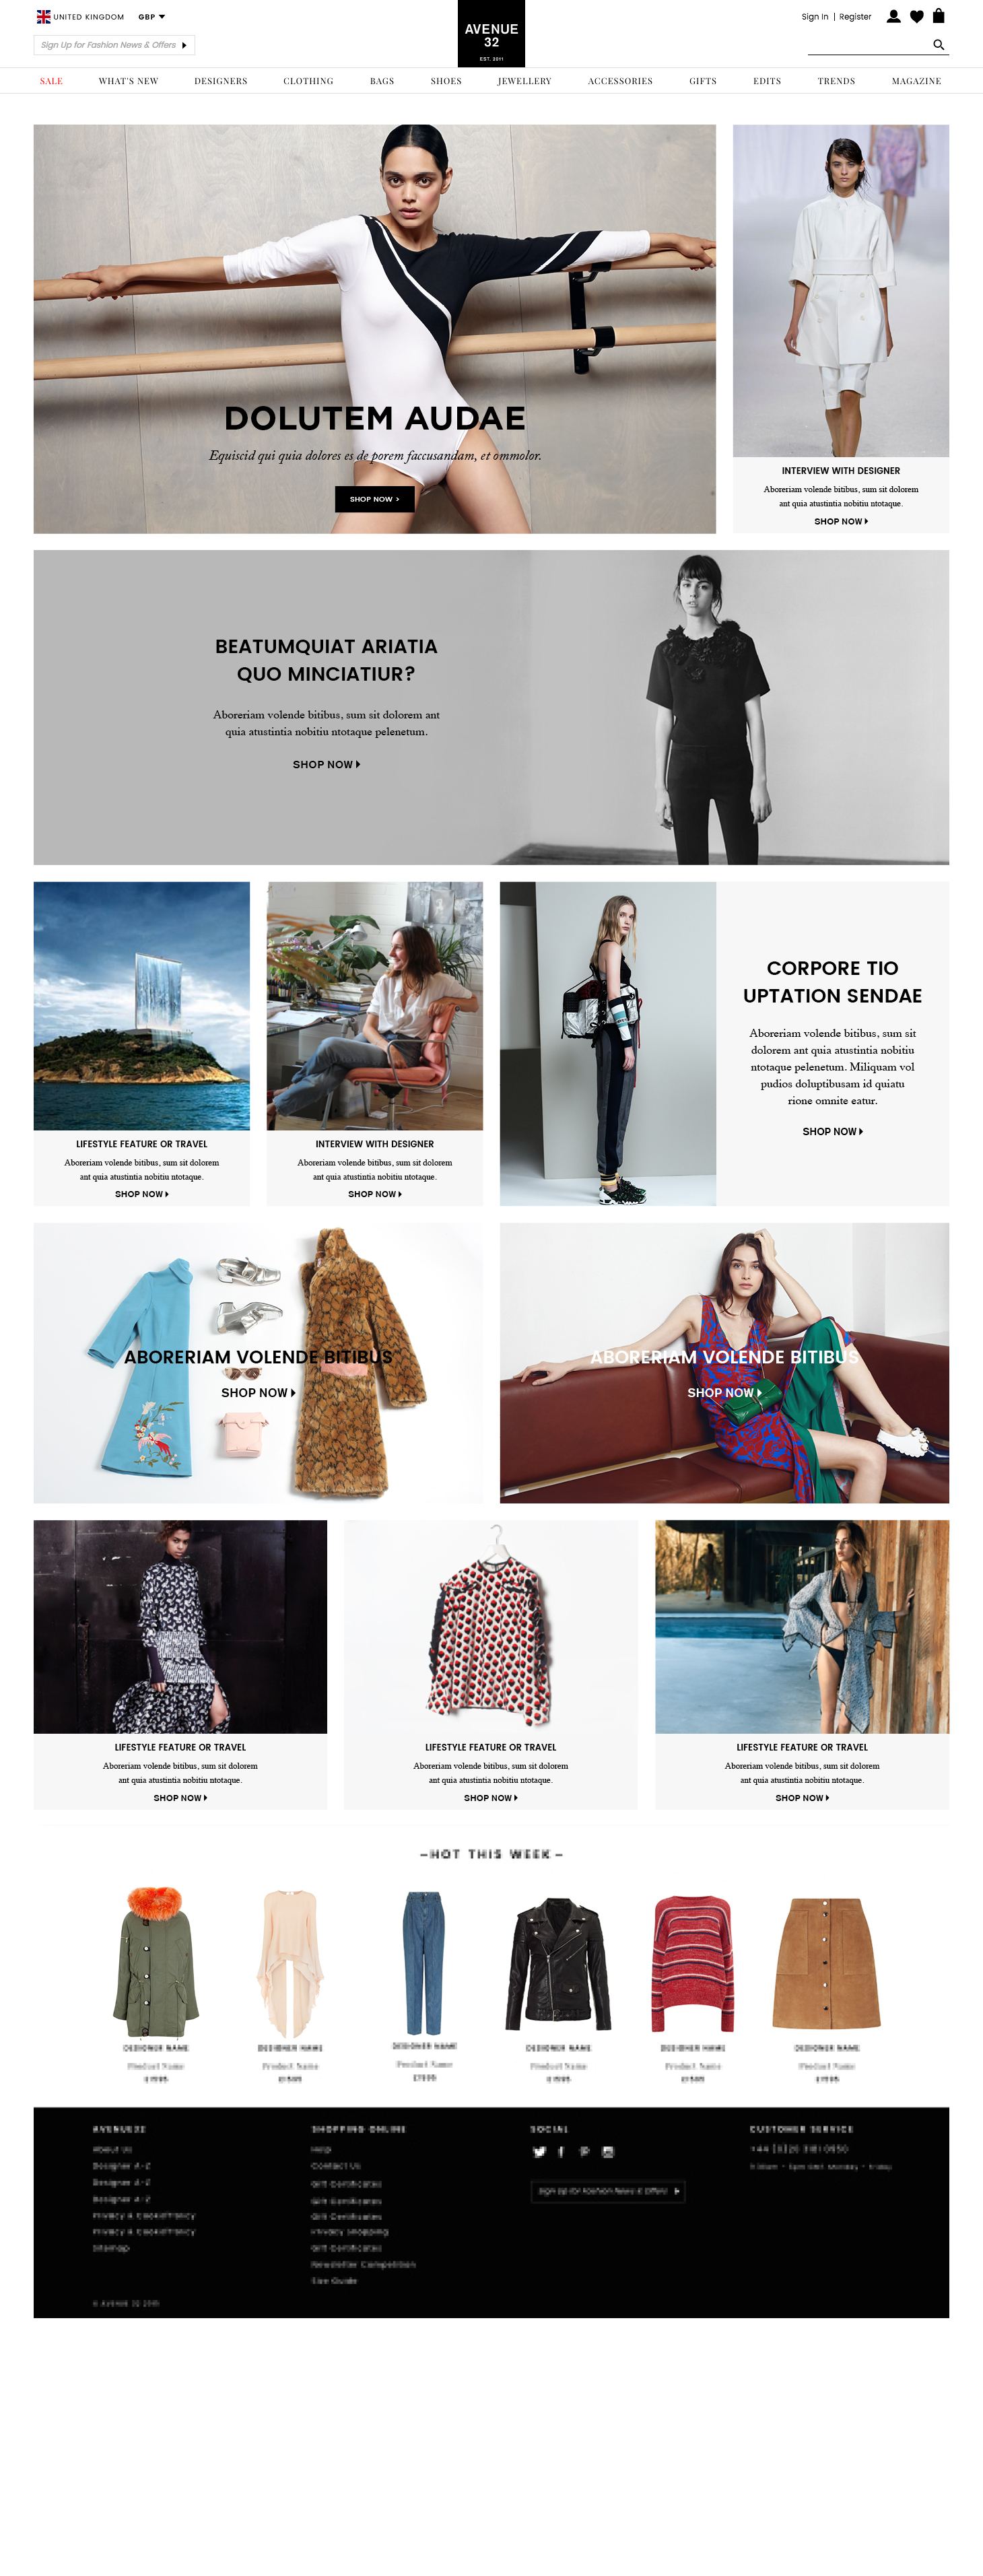 UNITED KINGDOM GBP
Sign In | Register
AVENUE
32
EST. 2011
Sign Up for Fashion News & Offers
SALE WHAT'S NEW DESIGNERS CLOTHING BAGS SHOES JEWELLERY ACCESSORIES GIFTS EDITS TRENDS MAGAZINE
DOLUTEM AUDAE
Equiscid qui quia dolores es de porem faccusandam, et ommolor.
SHOP NOW >
INTERVIEW WITH DESIGNER
Aboreriam volende bitibus, sum sit dolorem
ant quia atustintia nobitiu ntotaque.
SHOP NOW
BEATUMQUIAT ARIATIA
QUO MINCIATIUR?
Aboreriam volende bitibus, sum sit dolorem ant
quia atustintia nobitiu ntotaque pelenetum.
SHOP NOW
LIFESTYLE FEATURE OR TRAVEL
Aboreriam volende bitibus, sum sit dolorem
ant quia atustintia nobitiu ntotaque.
SHOP NOW
INTERVIEW WITH DESIGNER
Aboreriam volende bitibus, sum sit dolorem
ant quia atustintia nobitiu ntotaque.
SHOP NOW
CORPORE TIO
UPTATION SENDAE
Aboreriam volende bitibus, sum sit
dolorem ant quia atustintia nobitiu
ntotaque pelenetum. Miliquam vol
pudios doluptibusam id quiatu
rione omnite eatur.
SHOP NOW
ABORERIAM VOLENDE BITIBUS
SHOP NOW
ABORERIAM VOLENDE BITIBUS
SHOP NOW
LIFESTYLE FEATURE OR TRAVEL
Aboreriam volende bitibus, sum sit dolorem
ant quia atustintia nobitiu ntotaque.
SHOP NOW
LIFESTYLE FEATURE OR TRAVEL
Aboreriam volende bitibus, sum sit dolorem
ant quia atustintia nobitiu ntotaque.
SHOP NOW
LIFESTYLE FEATURE OR TRAVEL
Aboreriam volende bitibus, sum sit dolorem
ant quia atustintia nobitiu ntotaque.
SHOP NOW
– HOT THIS WEEK –
DESIGNER NAME
Product Name
DESIGNER NAME
Product Name
DESIGNER NAME
Product Name
DESIGNER NAME
Product Name
DESIGNER NAME
Product Name
DESIGNER NAME
Product Name
AVENUE32
About Us
Designer A-Z
Designer A-Z
Designer A-Z
Privacy & Cookie Policy
Privacy & Cookie Policy
Sitemap
SHOPPING ONLINE
Help
Contact Us
Gift Certificates
Gift Certificates
Gift Certificates
Privacy Shopping
Gift Certificates
Newsletter Competition
Size Guide
SOCIAL
Sign Up for Fashion News & Offers
CUSTOMER SERVICE